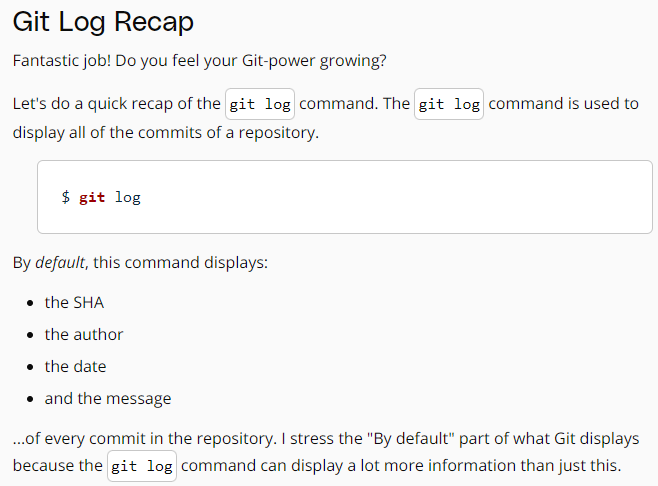 Git Log Recap
Fantastic job! Do you feel your Git-power growing?
Let's do a quick recap of the git log command. The git log command is used to
display all of the commits of a repository.
$ git log
By default, this command displays:
• the SHA
• the author
• the date
• and the message
...of every commit in the repository. I stress the "By default" part of what Git displays
because the git log command can display a lot more information than just this.